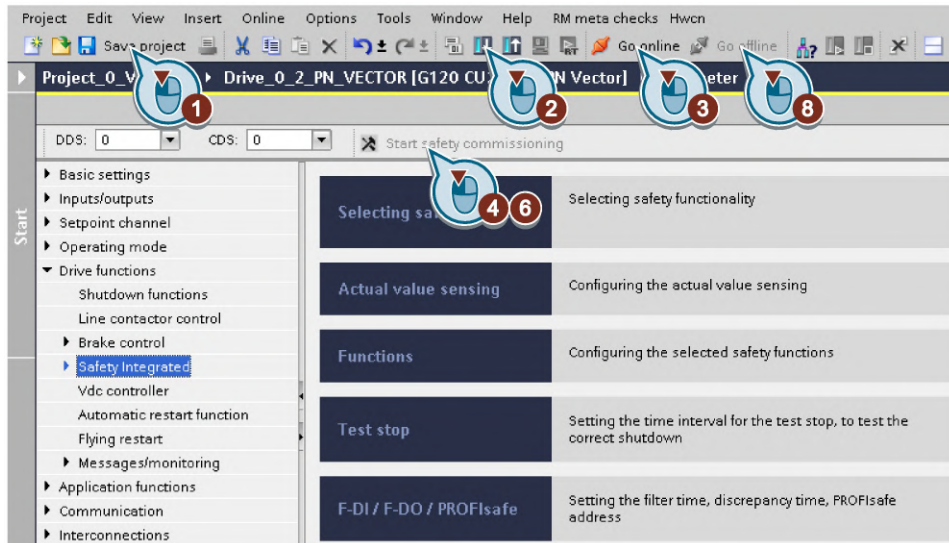 Project Edit View Insert Online Options Tools Window Help RM meta checks Hwcn
Save project Go online Go offline
Project_0_V Drive_0_2_PN_VECTOR [G120 CU2 PN Vector] eter
1 2 3 8
DDS: 0 CDS: 0 Start safety commissioning
4 6
Start
Basic settings
Inputs/outputs
Setpoint channel
Operating mode
Drive functions
Shutdown functions
Line contactor control
Brake control
Safety Integrated
Vdc controller
Automatic restart function
Flying restart
Messages/monitoring
Application functions
Communication
Interconnections
Selecting sa Selecting safety functionality
Actual value sensing Configuring the actual value sensing
Functions Configuring the selected safety functions
Test stop Setting the time interval for the test stop, to test the
correct shutdown
F-DI / F-DO / PROFIsafe Setting the filter time, discrepancy time, PROFIsafe
address